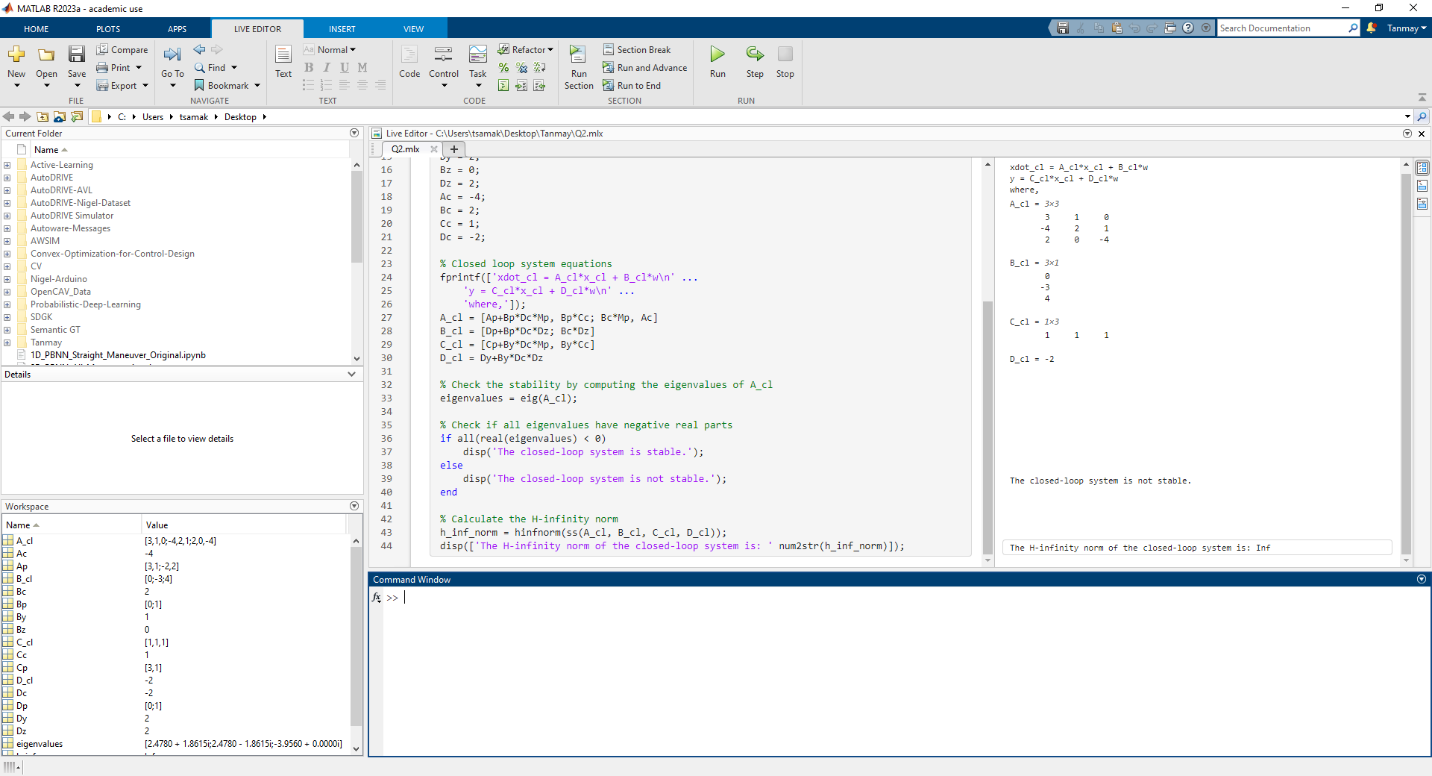 MATLAB R2023a - academic use
HOME PLOTS APPS LIVE EDITOR INSERT VIEW Search Documentation Tanmay
New Open Save Compare Print Export
FILE
Go To Find Bookmark
NAVIGATE
Text Aa Normal B I U M
TEXT
Code Control Task Refactor
CODE
Run Section Section Break Run and Advance Run to End
SECTION
Run Step Stop
RUN
C: Users tsamak Desktop
Current Folder
Name
Active-Learning
AutoDRIVE
AutoDRIVE-AVL
AutoDRIVE-Nigel-Dataset
AutoDRIVE Simulator
Autoware-Messages
AWSIM
Convex-Optimization-for-Control-Design
CV
Nigel-Arduino
OpenCAV_Data
Probabilistic-Deep-Learning
SDGK
Semantic GT
Tanmay
1D_PBNN_Straight_Maneuver_Original.ipynb
Details
Select a file to view details
Workspace
Name Value
A_cl [3,1,0;-4,2,1;2,0,-4]
Ac -4
Ap [3,1;-2,2]
B_cl [0;-3;4]
Bc 2
Bp [0;1]
By 1
Bz 0
C_cl [1,1,1]
Cc 1
Cp [3,1]
D_cl -2
Dc -2
Dp [0;1]
Dy 2
Dz 2
eigenvalues [2.4780 + 1.8615i;2.4780 - 1.8615i;-3.9560 + 0.0000i]
Live Editor - C:\Users\tsamak\Desktop\Tanmay\Q2.mlx
Q2.mlx
15 Dy = 2;
16 Bz = 0;
17 Dz = 2;
18 Ac = -4;
19 Bc = 2;
20 Cc = 1;
21 Dc = -2;
22
23 % Closed loop system equations
24 fprintf(['xdot_cl = A_cl*x_cl + B_cl*w\n' ...
25 'y = C_cl*x_cl + D_cl*w\n' ...
26 'where,']);
27 A_cl = [Ap+Bp*Dc*Mp, Bp*Cc; Bc*Mp, Ac]
28 B_cl = [Dp+Bp*Dc*Dz; Bc*Dz]
29 C_cl = [Cp+By*Dc*Mp, By*Cc]
30 D_cl = Dy+By*Dc*Dz
31
32 % Check the stability by computing the eigenvalues of A_cl
33 eigenvalues = eig(A_cl);
34
35 % Check if all eigenvalues have negative real parts
36 if all(real(eigenvalues) < 0)
37 disp('The closed-loop system is stable.');
38 else
39 disp('The closed-loop system is not stable.');
40 end
41
42 % Calculate the H-infinity norm
43 h_inf_norm = hinfnorm(ss(A_cl, B_cl, C_cl, D_cl));
44 disp(['The H-infinity norm of the closed-loop system is: ' num2str(h_inf_norm)]);
xdot_cl = A_cl*x_cl + B_cl*w
y = C_cl*x_cl + D_cl*w
where,
A_cl = 3×3
3 1 0
-4 2 1
2 0 -4
B_cl = 3×1
0
-3
4
C_cl = 1×3
1 1 1
D_cl = -2
The closed-loop system is not stable.
The H-infinity norm of the closed-loop system is: Inf
Command Window
fx >>